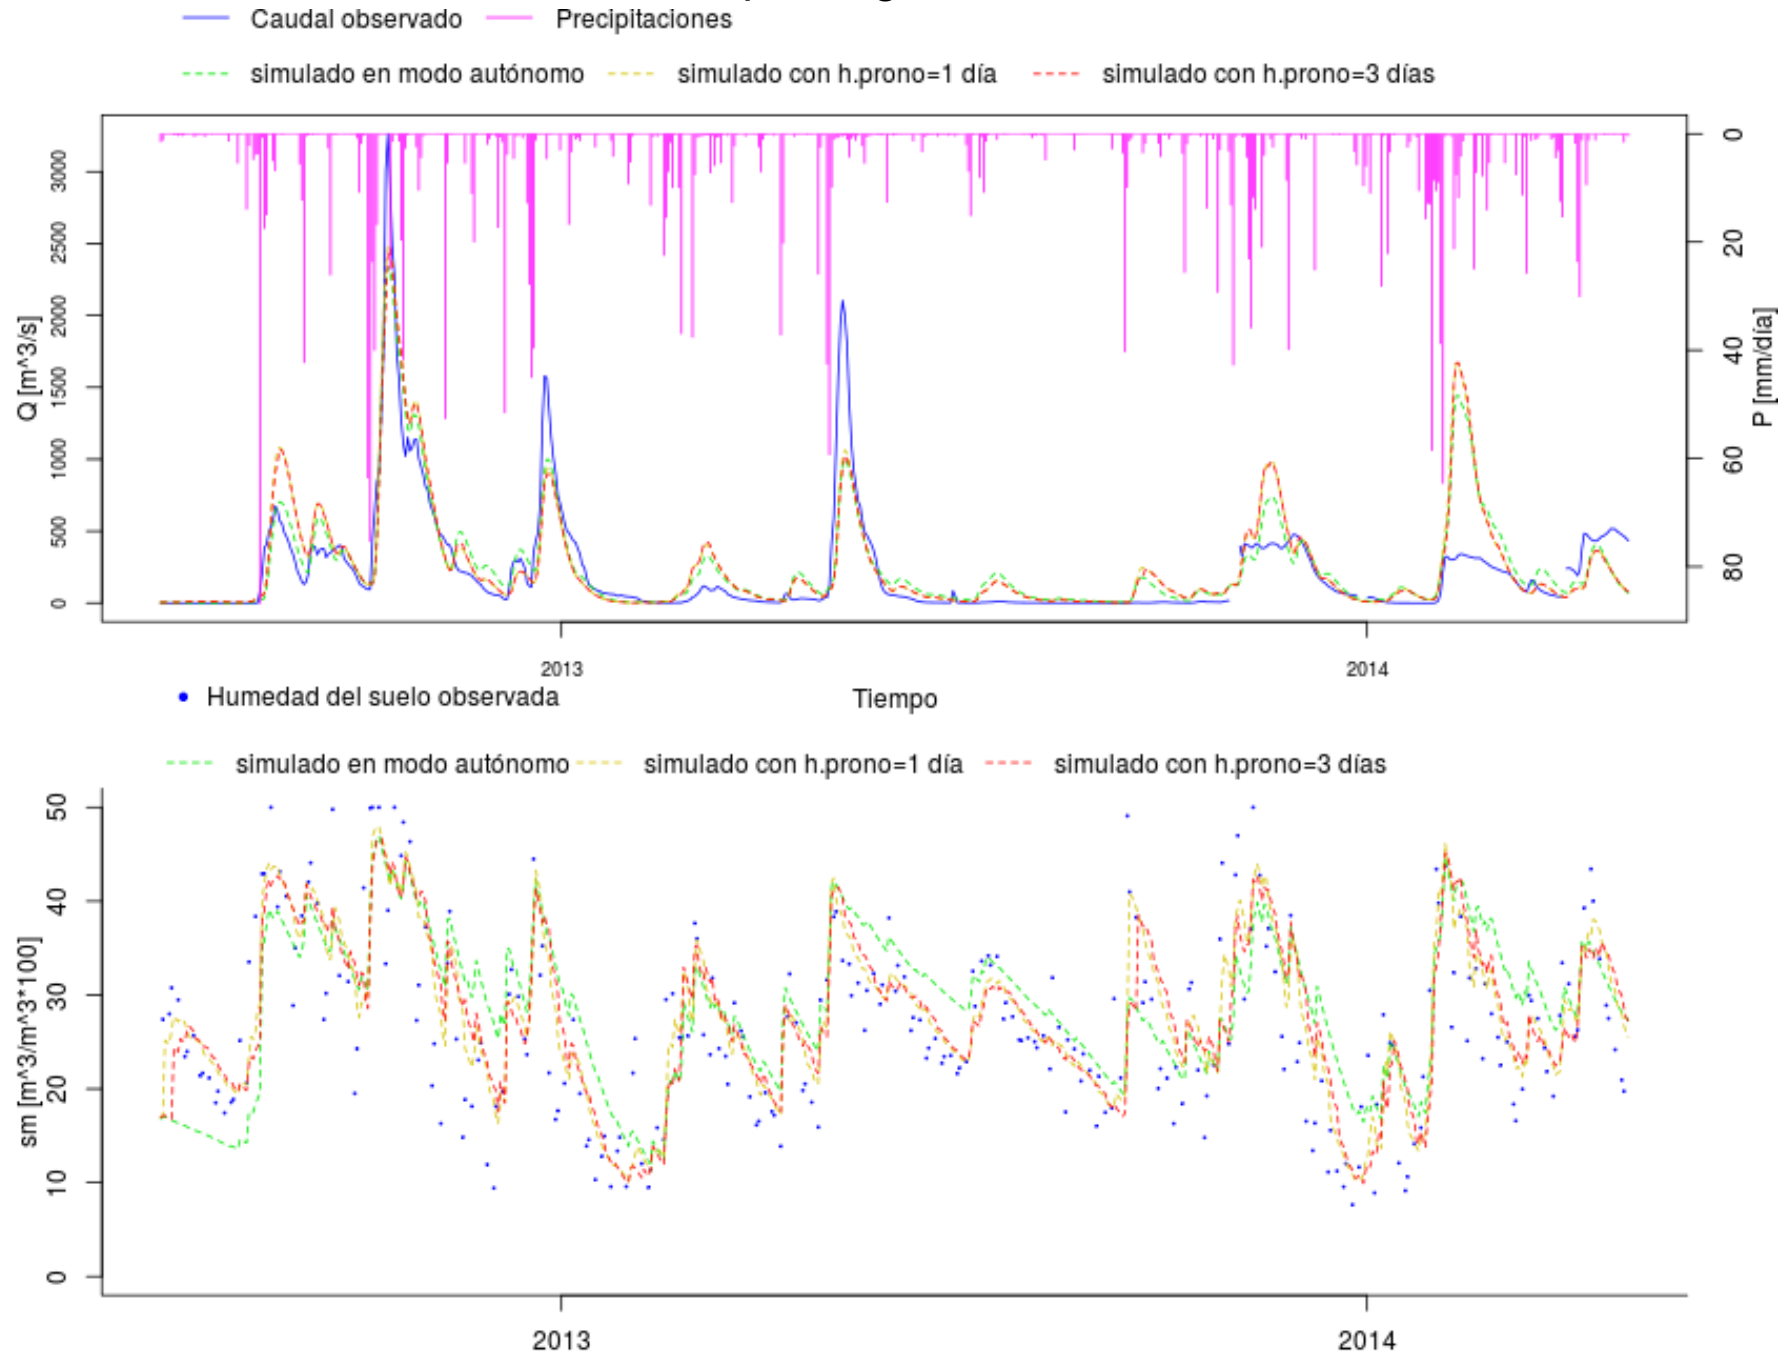 Caudal observado Precipitaciones
simulado en modo autónomo simulado con h.prono=1 día simulado con h.prono=3 días
Q [m^3/s]
0 500 1000 1500 2000 2500 3000
P [mm/día]
0 20 40 60 80
2013 2014
Tiempo
Humedad del suelo observada
simulado en modo autónomo simulado con h.prono=1 día simulado con h.prono=3 días
sm [m^3/m^3*100]
0 10 20 30 40 50
2013 2014